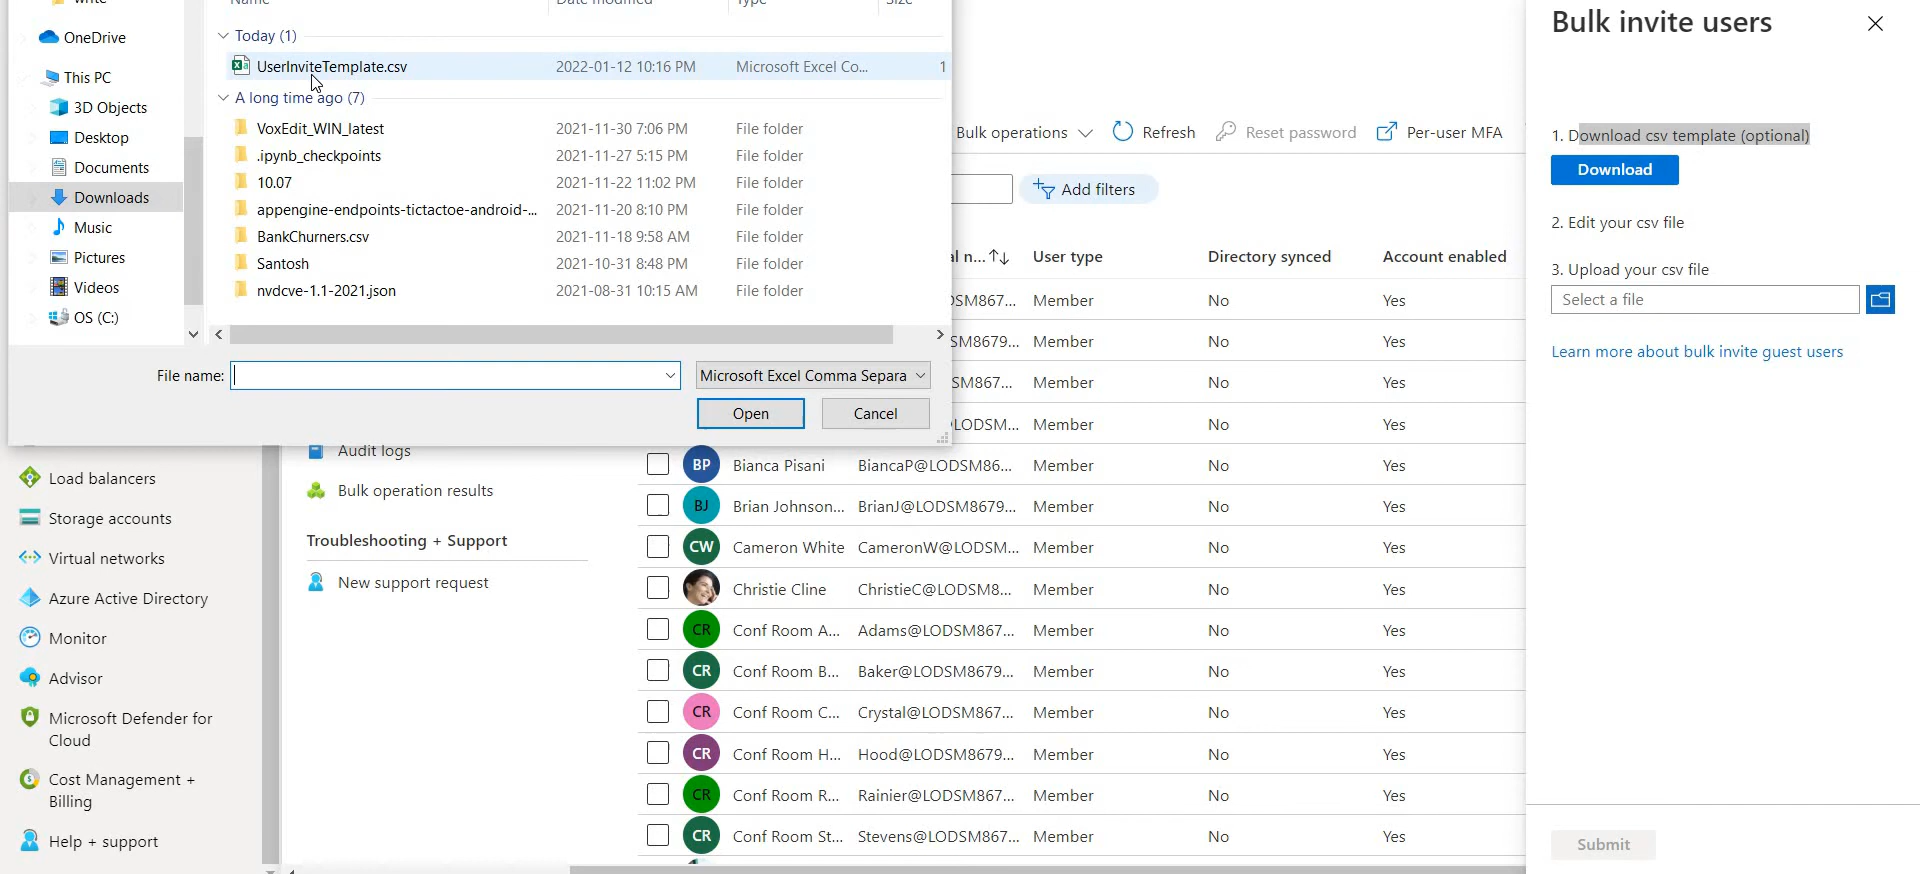 write
Name Date modified Type Size
OneDrive
This PC
3D Objects
Desktop
Documents
Downloads
Music
Pictures
Videos
OS (C:)
Today (1)
UserInviteTemplate.csv 2022-01-12 10:16 PM Microsoft Excel Co... 1
A long time ago (7)
VoxEdit_WIN_latest 2021-11-30 7:06 PM File folder
.ipynb_checkpoints 2021-11-27 5:15 PM File folder
10.07 2021-11-22 11:02 PM File folder
appengine-endpoints-tictactoe-android-... 2021-11-20 8:10 PM File folder
BankChurners.csv 2021-11-18 9:58 AM File folder
Santosh 2021-10-31 8:48 PM File folder
nvdcve-1.1-2021.json 2021-08-31 10:15 AM File folder
File name: Microsoft Excel Comma Separa
Open Cancel
Load balancers
Storage accounts
Virtual networks
Azure Active Directory
Monitor
Advisor
Microsoft Defender for
Cloud
Cost Management +
Billing
Help + support
Audit logs
Bulk operation results
Troubleshooting + Support
New support request
Bulk operations Refresh Reset password Per-user MFA
Add filters
al n... User type Directory synced Account enabled
DSM867... Member No Yes
SM8679... Member No Yes
SM867... Member No Yes
LODSM... Member No Yes
BP Bianca Pisani BiancaP@LODSM86... Member No Yes
BJ Brian Johnson... BrianJ@LODSM8679... Member No Yes
CW Cameron White CameronW@LODSM... Member No Yes
Christie Cline ChristieC@LODSM8... Member No Yes
CR Conf Room A... Adams@LODSM867... Member No Yes
CR Conf Room B... Baker@LODSM8679... Member No Yes
CR Conf Room C... Crystal@LODSM867... Member No Yes
CR Conf Room H... Hood@LODSM8679... Member No Yes
CR Conf Room R... Rainier@LODSM867... Member No Yes
CR Conf Room St... Stevens@LODSM867... Member No Yes
Bulk invite users
1. Download csv template (optional)
Download
2. Edit your csv file
3. Upload your csv file
Select a file
Learn more about bulk invite guest users
Submit